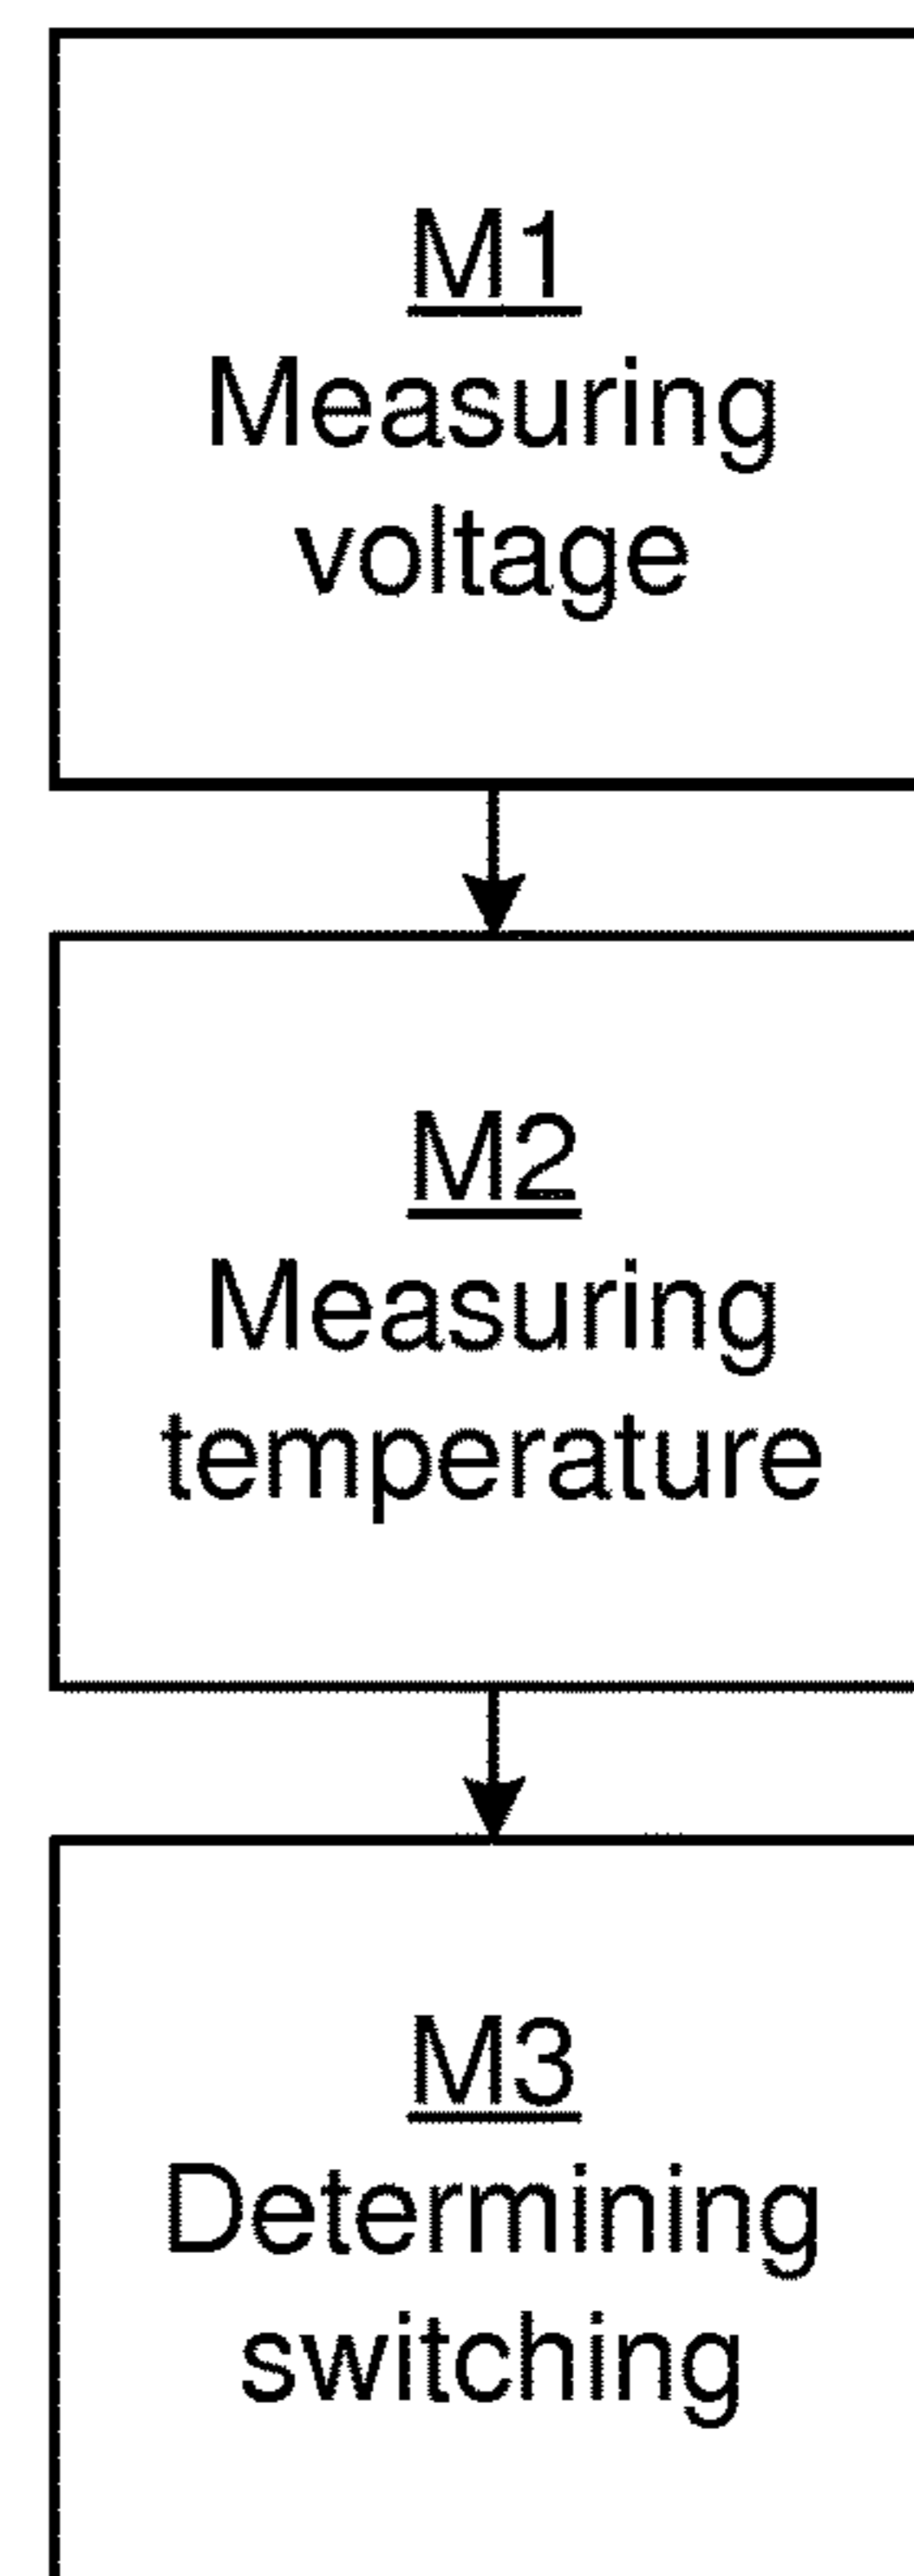 M1
Measuring
voltage
M2
Measuring
temperature
M3
Determining
switching